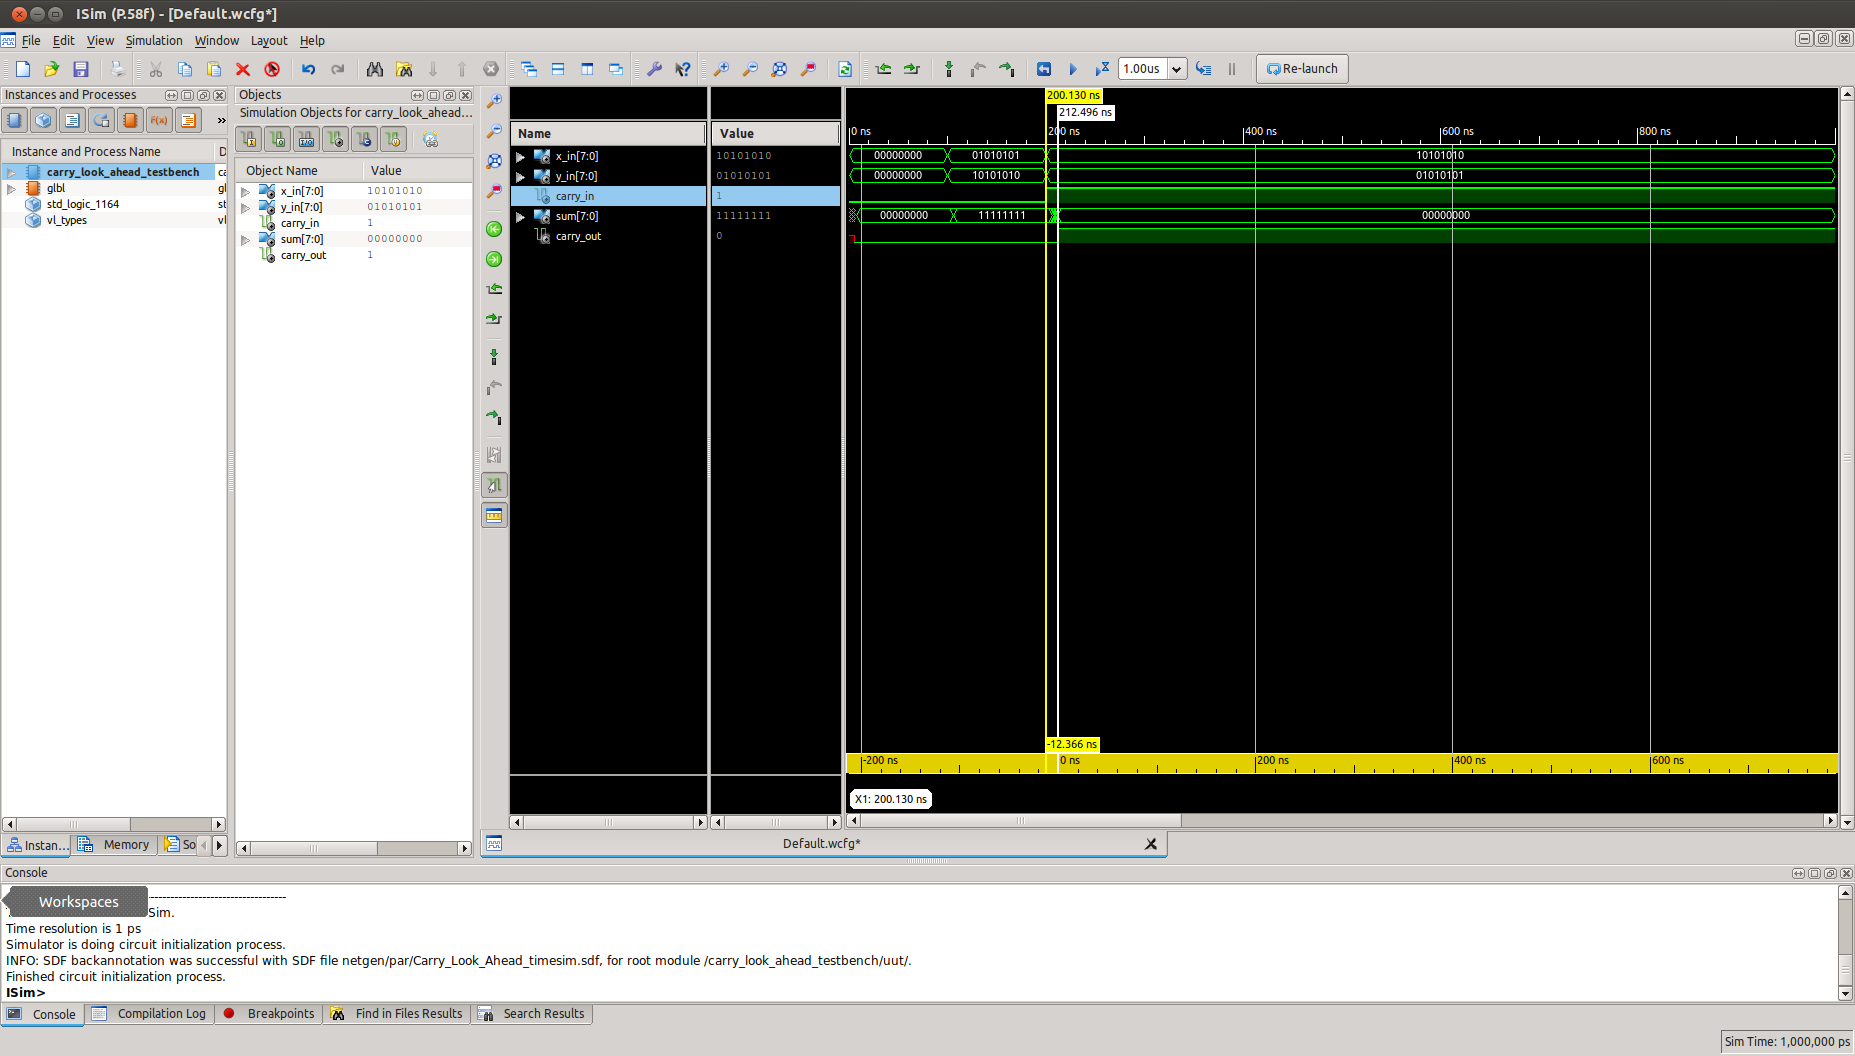 ISim (P.58f) - [Default.wcfg*]
File Edit View Simulation Window Layout Help
1.00us Re-launch
Instances and Processes
f(x) »
Instance and Process Name
carry_look_ahead_testbench
glbl
std_logic_1164
vl_types
Instan... Memory So
Objects
Simulation Objects for carry_look_ahead...
Object Name Value
x_in[7:0] 10101010
y_in[7:0] 01010101
carry_in 1
sum[7:0] 00000000
carry_out 1
Name Value
x_in[7:0] 10101010
y_in[7:0] 01010101
carry_in 1
sum[7:0] 11111111
carry_out 0
200.130 ns
212.496 ns
0 ns 200 ns 400 ns 600 ns 800 ns
00000000 01010101 10101010
00000000 10101010 01010101
00000000 11111111 00000000
-12.366 ns
-200 ns 0 ns 200 ns 400 ns 600 ns
X1: 200.130 ns
Default.wcfg*
Console
Workspaces
Sim.
Time resolution is 1 ps
Simulator is doing circuit initialization process.
INFO: SDF backannotation was successful with SDF file netgen/par/Carry_Look_Ahead_timesim.sdf, for root module /carry_look_ahead_testbench/uut/.
Finished circuit initialization process.
ISim>
Console Compilation Log Breakpoints Find in Files Results Search Results
Sim Time: 1,000,000 ps